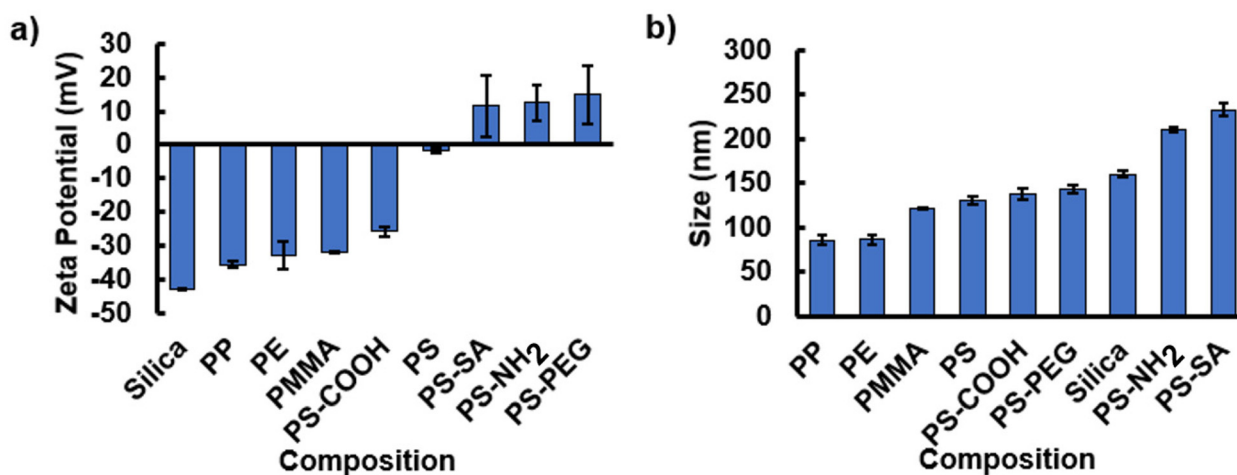 a)
Zeta Potential (mV)
30
20
10
0
-10
-20
-30
-40
-50
Silica
PP
PE
PMMA
PS-COOH
PS
PS-SA
PS-NH2
PS-PEG
Composition
b)
Size (nm)
300
250
200
150
100
50
0
PP
PE
PMMA
PS
PS-COOH
PS-PEG
Silica
PS-NH2
PS-SA
Composition